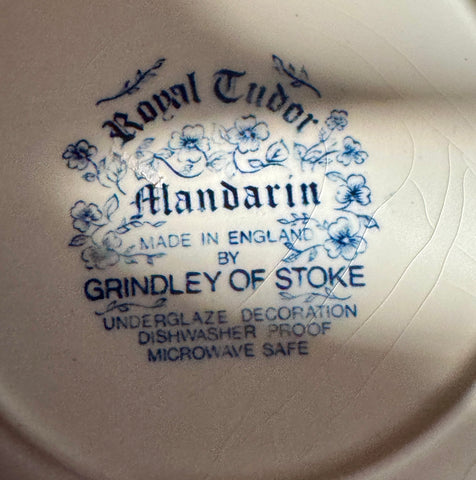 Royal Tudor
Mandarin
MADE IN ENGLAND
BY
GRINDLEY OF STOKE
UNDERGLAZE DECORATION
DISHWASHER PROOF
MICROWAVE SAFE